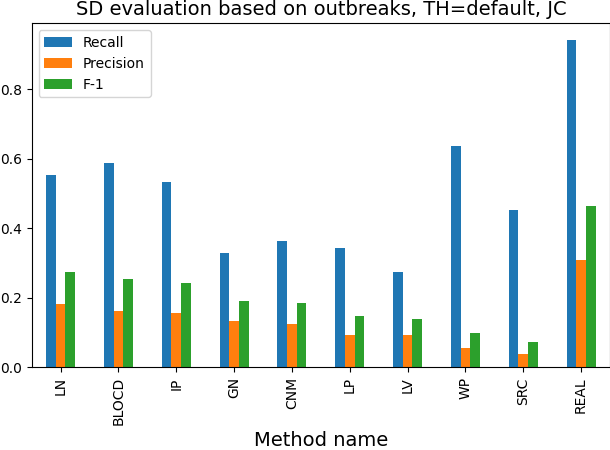 SD evaluation based on outbreaks, TH=default, JC
Recall
Precision
F-1
0.8
0.6
0.4
0.2
0.0
LN
BLOCD
IP
GN
CNM
LP
LV
WP
SRC
REAL
Method name